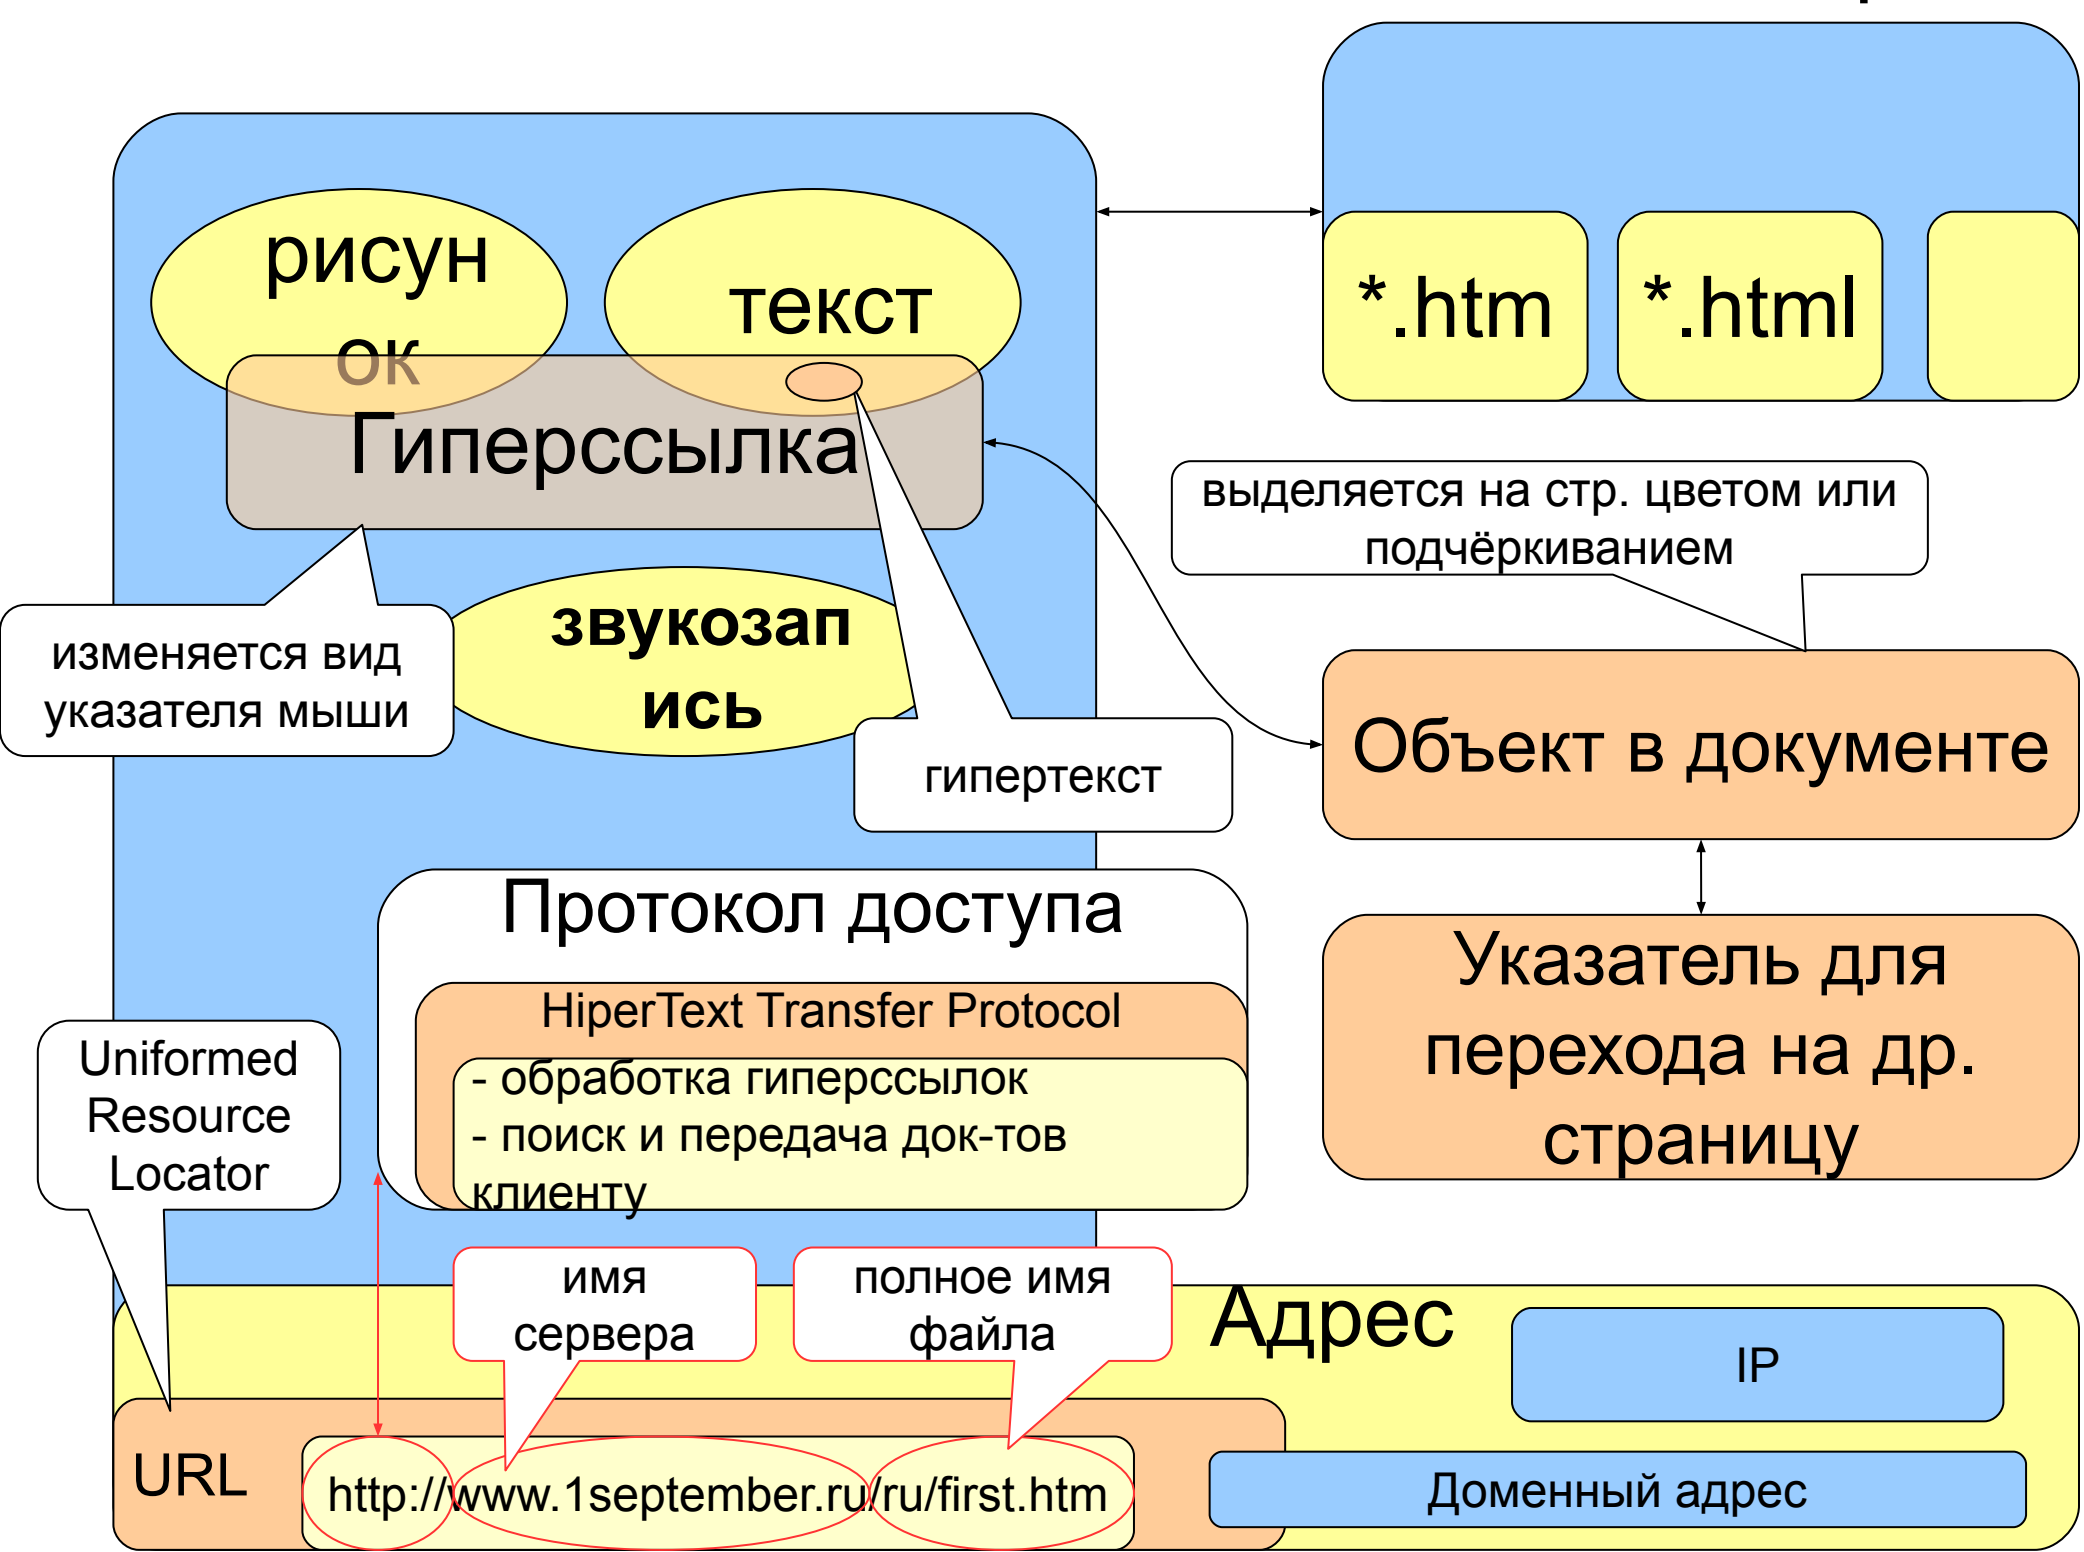 рисун
ок
текст
*.htm
*.html
Гиперссылка
выделяется на стр. цветом или
подчёркиванием
звукозап
ись
изменяется вид
указателя мыши
гипертекст
Объект в документе
Протокол доступа
HiperText Transfer Protocol
- обработка гиперссылок
- поиск и передача док-тов
клиенту
Указатель для
перехода на др.
страницу
Uniformed
Resource
Locator
имя
сервера
полное имя
файла
Адрес
IP
URL
http://www.1september.ru/ru/first.htm
Доменный адрес